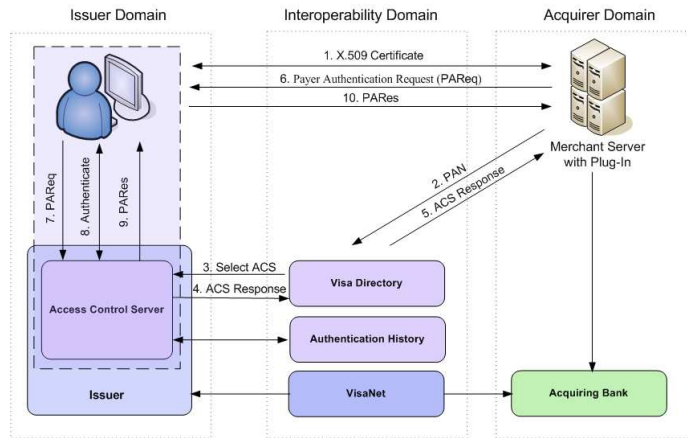 Issuer Domain
Interoperability Domain
Acquirer Domain
1. X.509 Certificate
6. Payer Authentication Request (PAReq)
10. PARes
Merchant Server
with Plug-In
2. PAN
5. ACS Response
7. PAReq
8. Authenticate
9. PARes
3. Select ACS
4. ACS Response
Access Control Server
Visa Directory
Authentication History
Issuer
VisaNet
Acquiring Bank